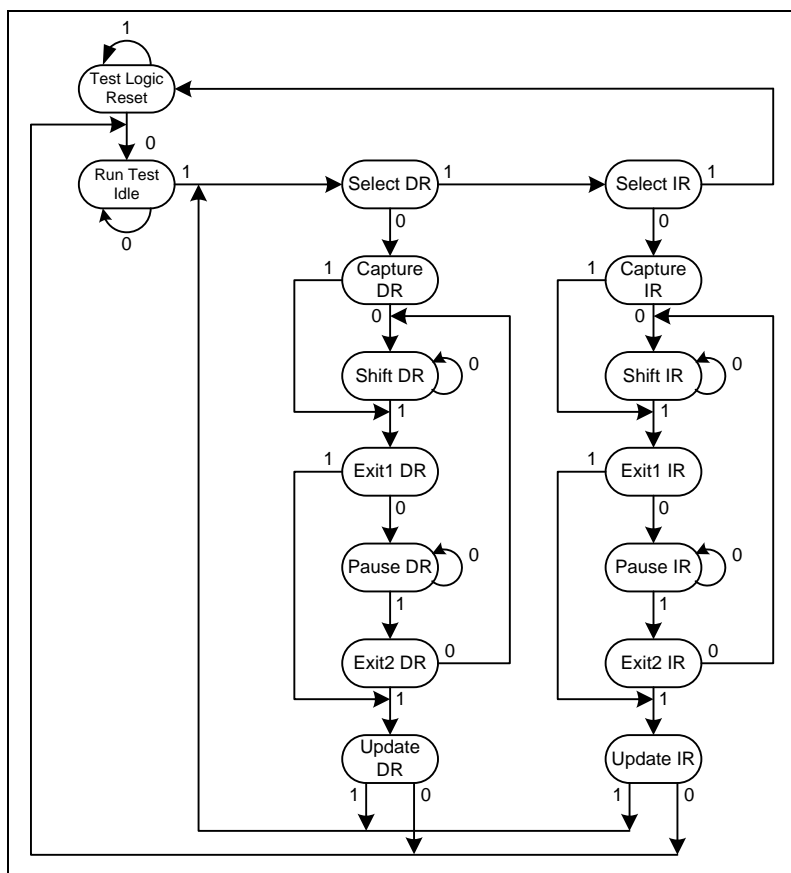 1
Test Logic
Reset
0
Run Test
Idle
1
0
Select DR
1
0
Select IR
1
0
1
Capture
DR
0
1
Capture
IR
0
Shift DR
0
1
Shift IR
0
1
1
Exit1 DR
0
1
Exit1 IR
0
Pause DR
0
1
Pause IR
0
1
Exit2 DR
0
1
Exit2 IR
0
1
Update
DR
1
0
Update IR
1
0